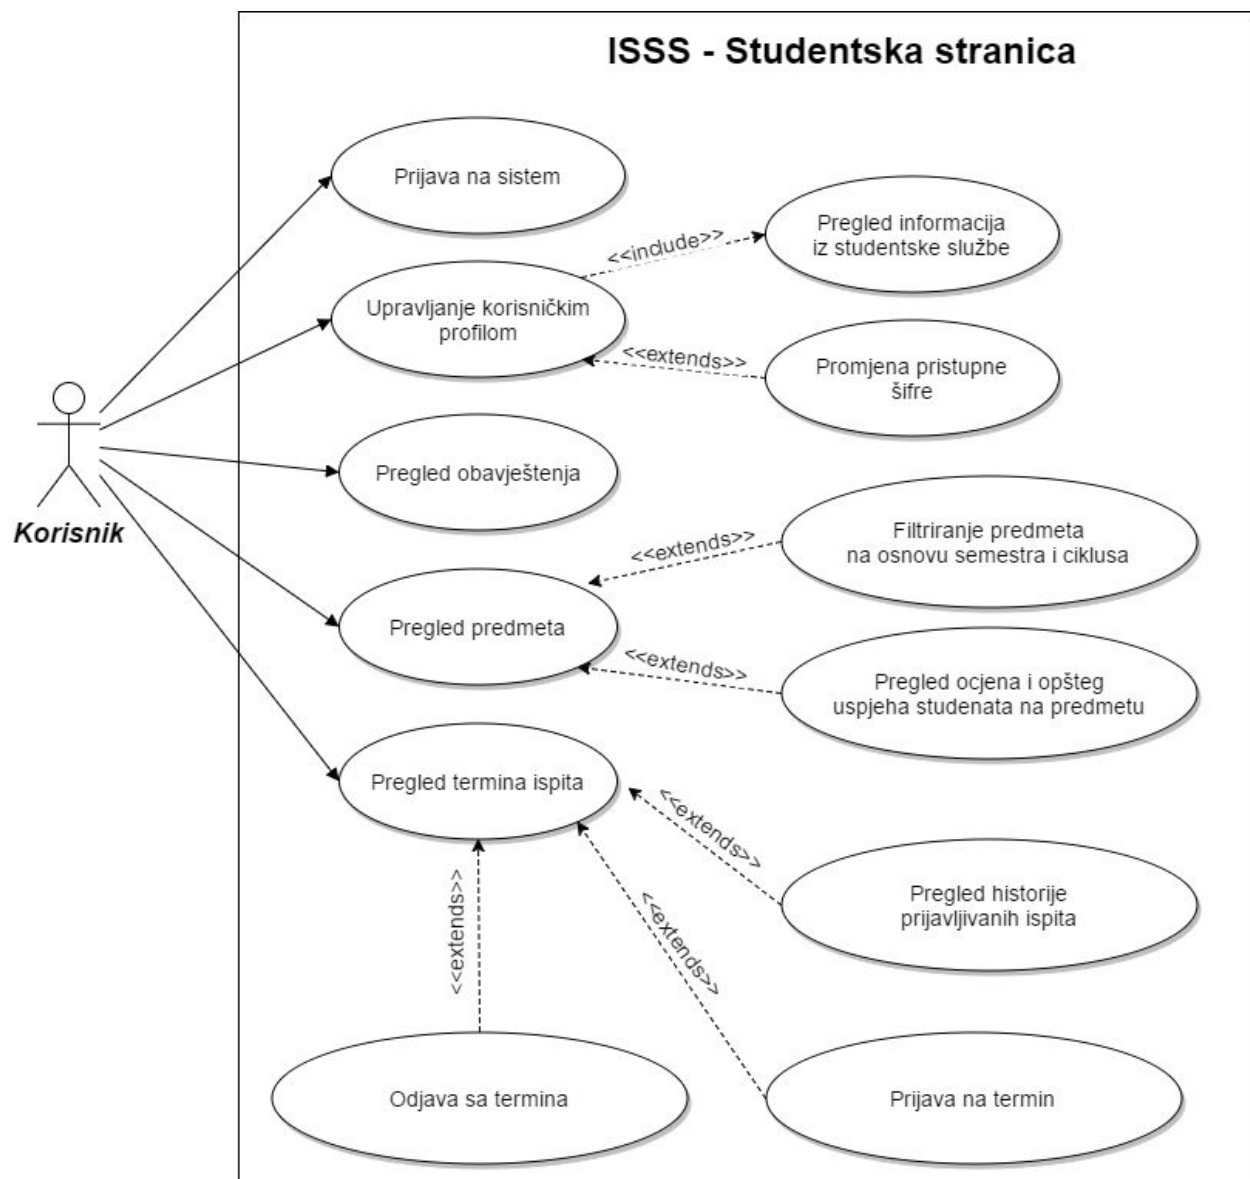 ISSS - Studentska stranica
Prijava na sistem
Pregled informacija
iz studentske službe
<<include>>
Upravljanje korisničkim
profilom
<<extends>>
Promjena pristupne
šifre
Korisnik
Pregled obavještenja
<<extends>>
Filtriranje predmeta
na osnovu semestra i ciklusa
Pregled predmeta
<<extends>>
Pregled ocjena i opšteg
uspjeha studenata na predmetu
Pregled termina ispita
<<extends>>
Pregled historije
prijavljivanih ispita
<<extends>>
<<extends>>
Odjava sa termina
Prijava na termin